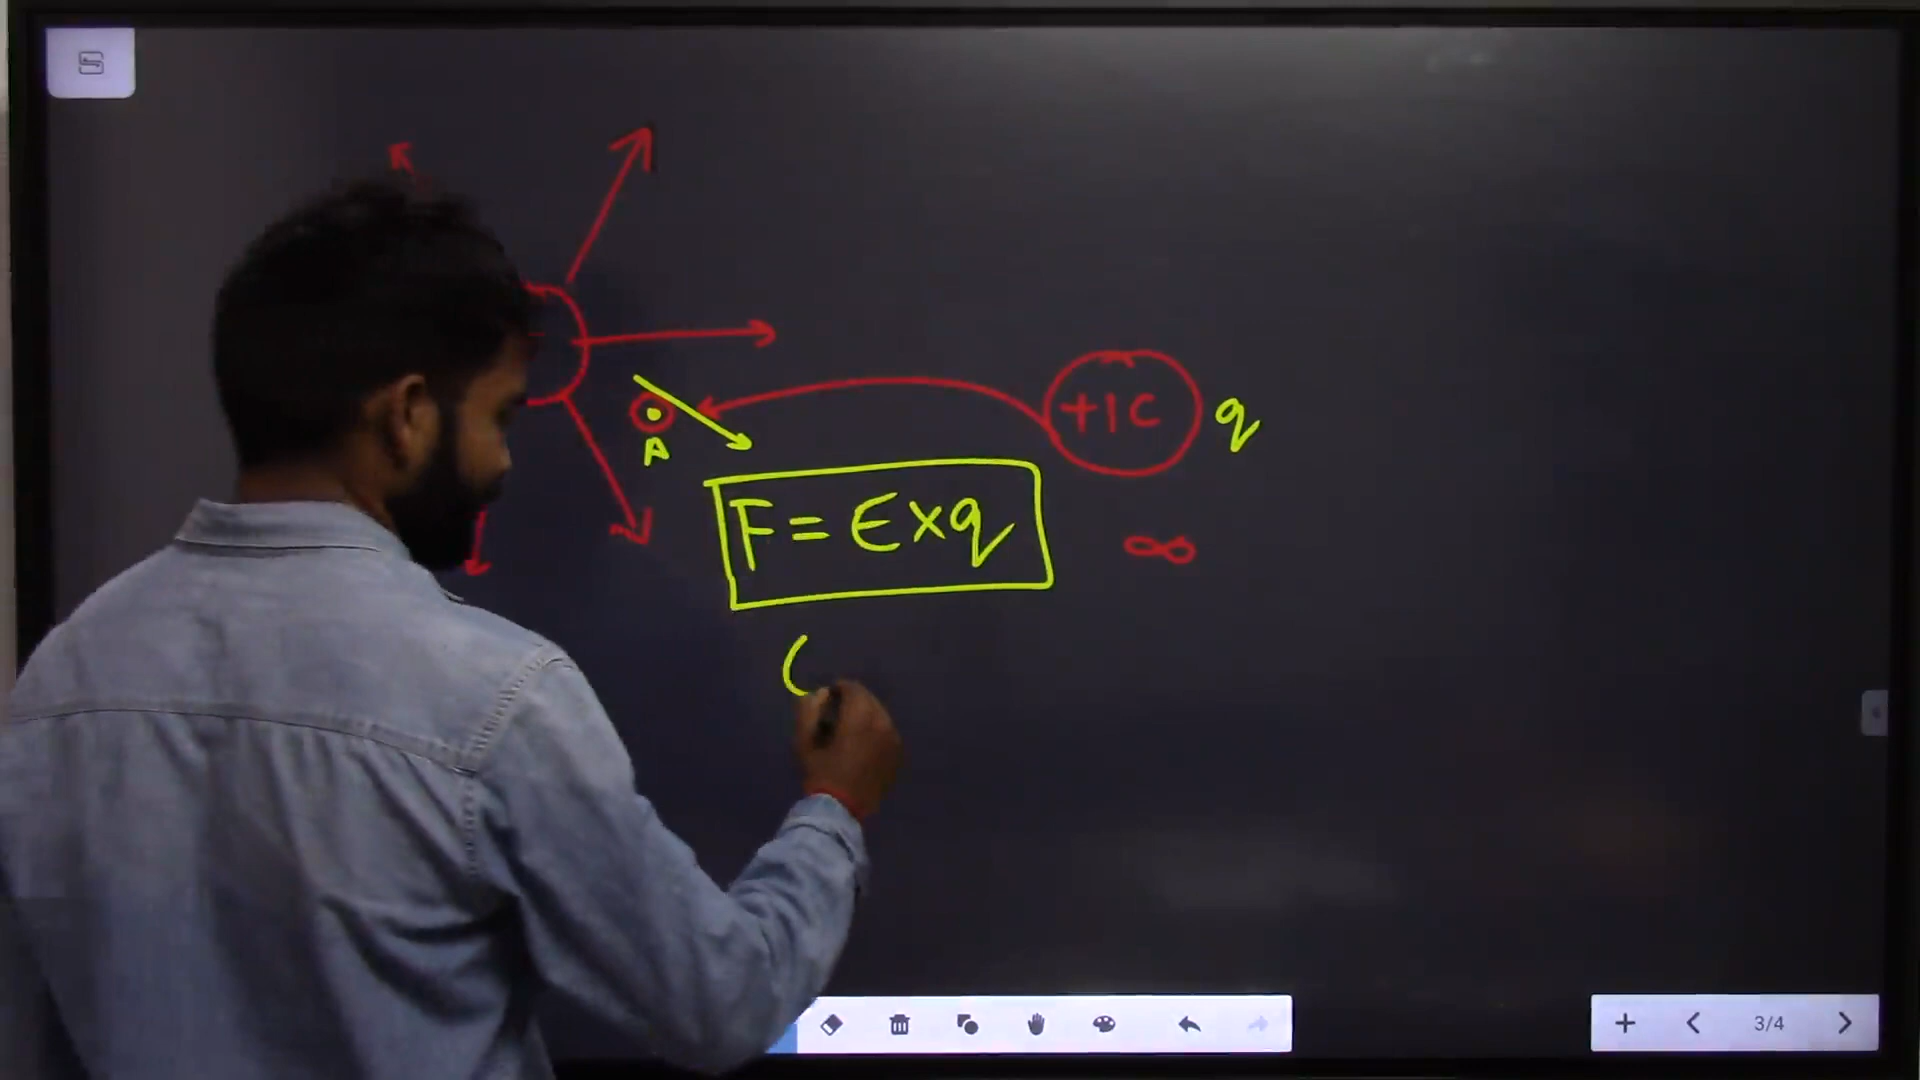 +1C q
A
F = E×q
∞
(
3/4